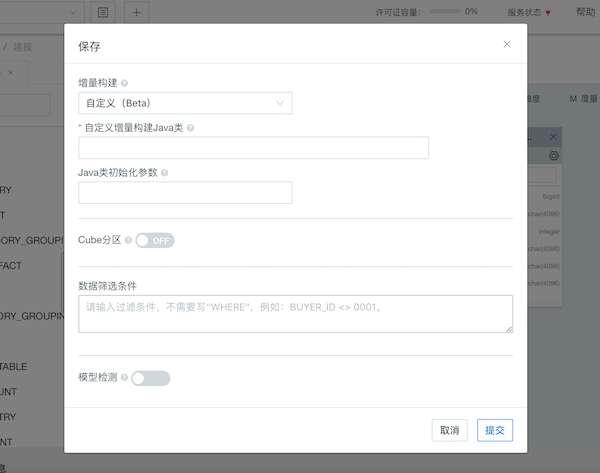 许可证容量： 0%
服务状态
帮助
/ 建模
保存
增量构建
自定义（Beta）
* 自定义增量构建Java类
Java类初始化参数
Cube分区 OFF
数据筛选条件
请输入过滤条件，不需要写“WHERE”，例如：BUYER_ID <> 0001。
模型检测
取消 提交
M 度量
bigint
char(4096)
integer
char(4096)
char(4096)
char(4096)
RY
T
ORY_GROUPIN
FACT
ORY_GROUPIN
TABLE
UNT
TRY
NT
息